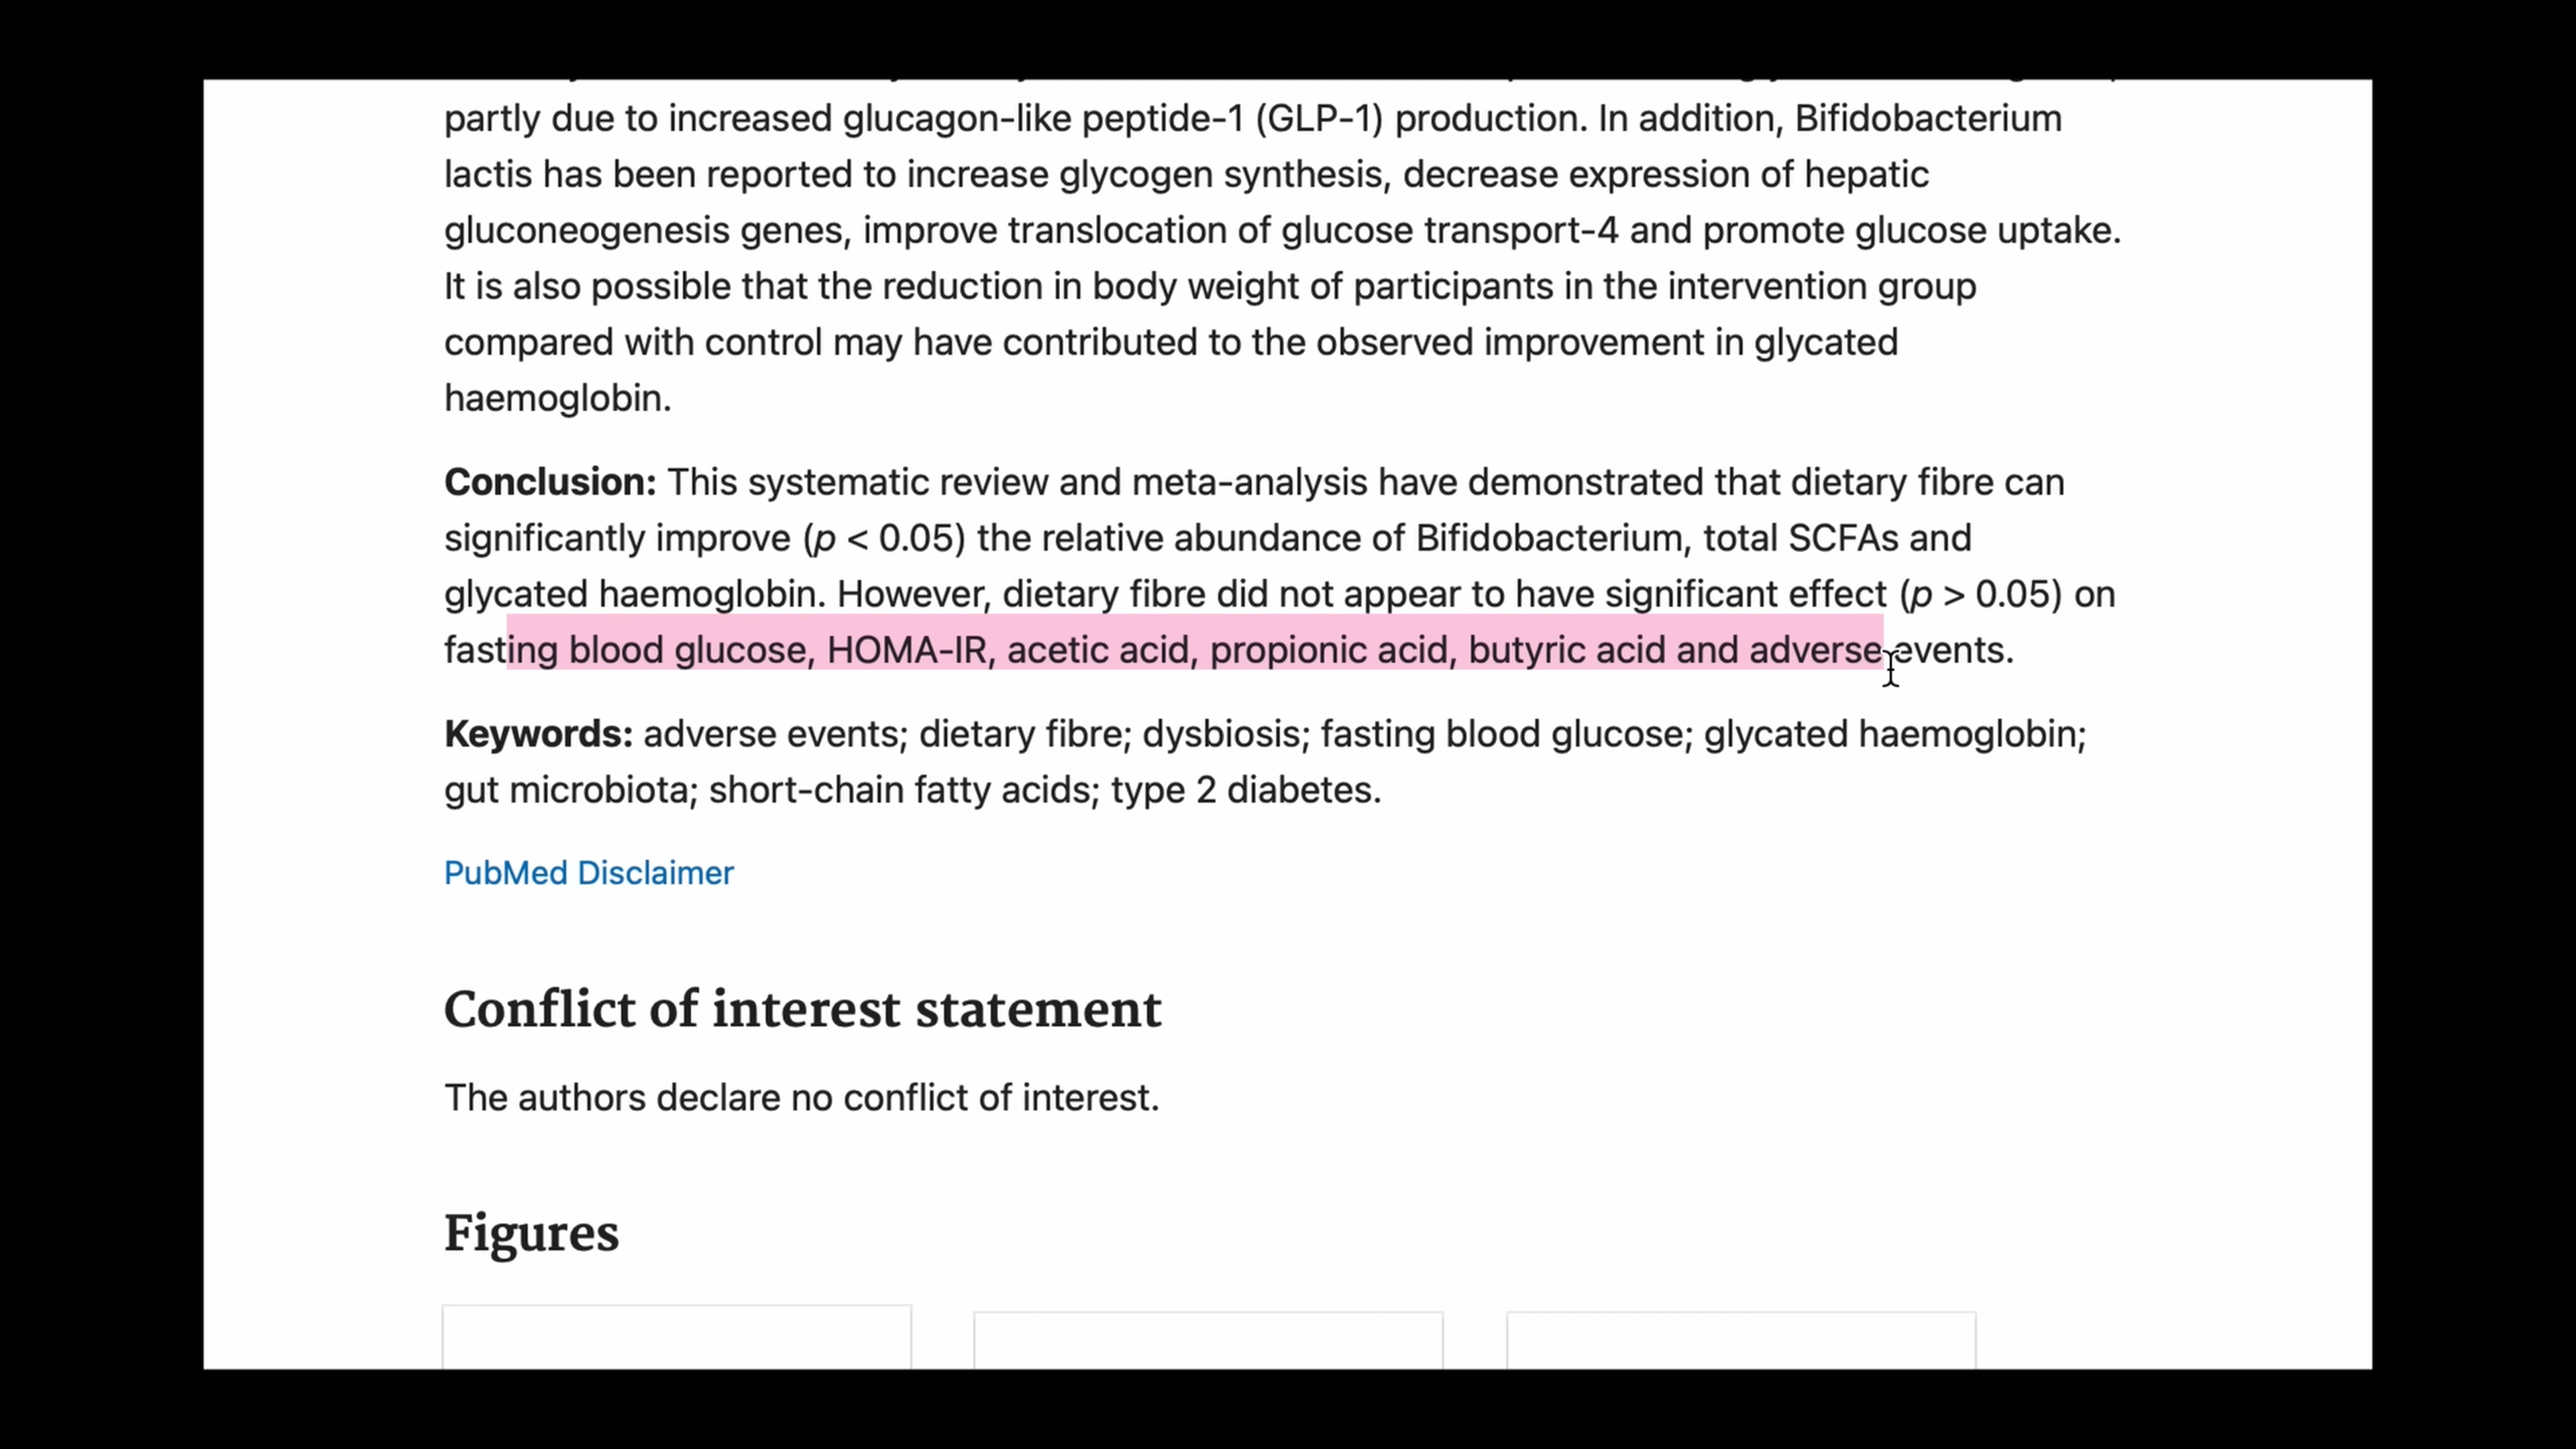 partly due to increased glucagon-like peptide-1 (GLP-1) production. In addition, Bifidobacterium
lactis has been reported to increase glycogen synthesis, decrease expression of hepatic
gluconeogenesis genes, improve translocation of glucose transport-4 and promote glucose uptake.
It is also possible that the reduction in body weight of participants in the intervention group
compared with control may have contributed to the observed improvement in glycated
haemoglobin.
Conclusion: This systematic review and meta-analysis have demonstrated that dietary fibre can
significantly improve (p < 0.05) the relative abundance of Bifidobacterium, total SCFAs and
glycated haemoglobin. However, dietary fibre did not appear to have significant effect (p > 0.05) on
fasting blood glucose, HOMA-IR, acetic acid, propionic acid, butyric acid and adverse events.
Keywords: adverse events; dietary fibre; dysbiosis; fasting blood glucose; glycated haemoglobin;
gut microbiota; short-chain fatty acids; type 2 diabetes.
PubMed Disclaimer
Conflict of interest statement
The authors declare no conflict of interest.
Figures